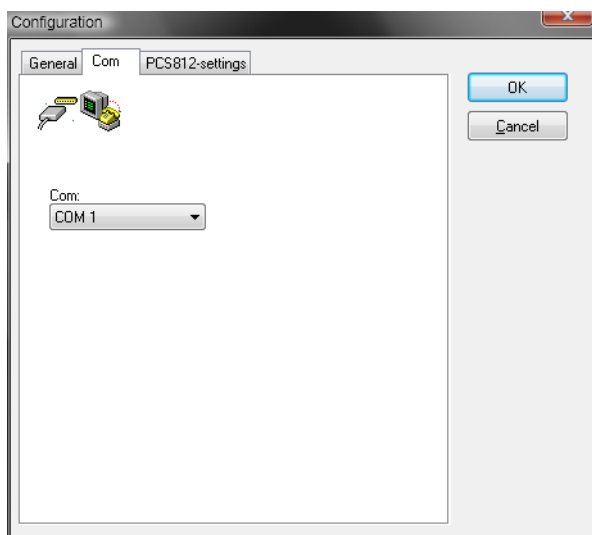 Configuration
General Com PCS812-settings
OK
Cancel
Com:
COM 1